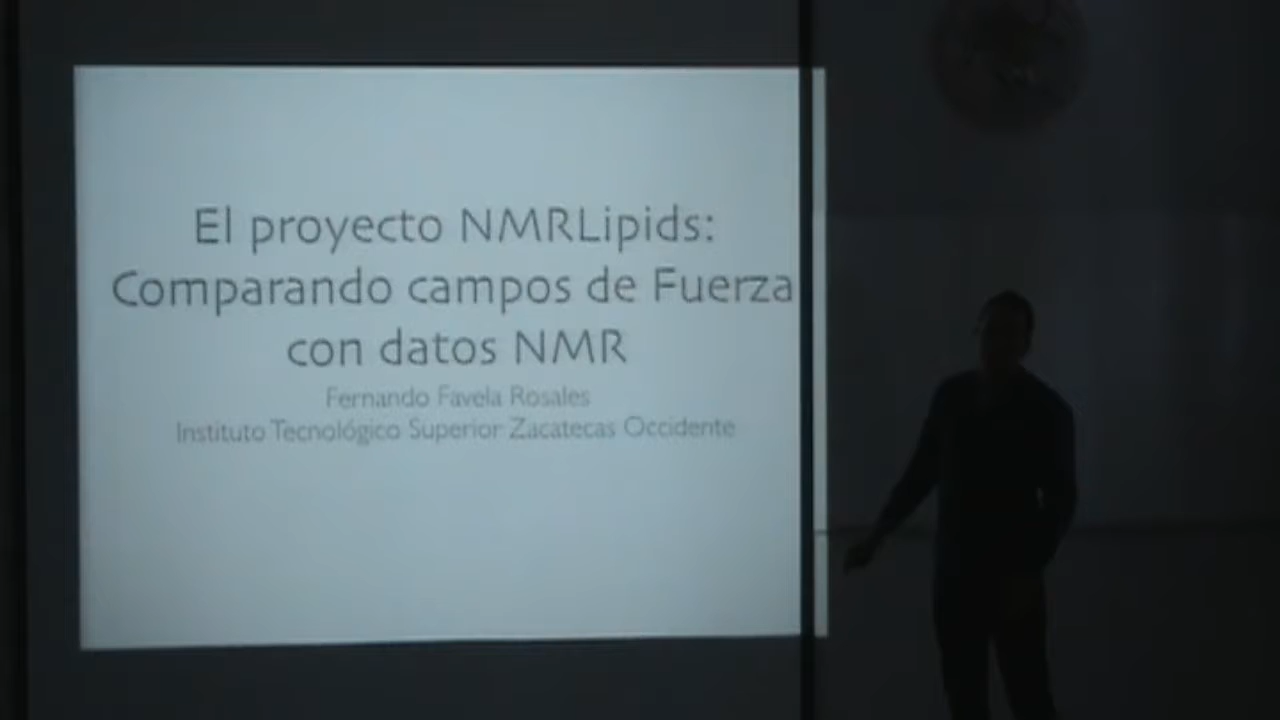 El proyecto NMRLipids:
Comparando campos de Fuerza
con datos NMR
Fernando Favela Rosales
Instituto Tecnológico Superior Zacatecas Occidente